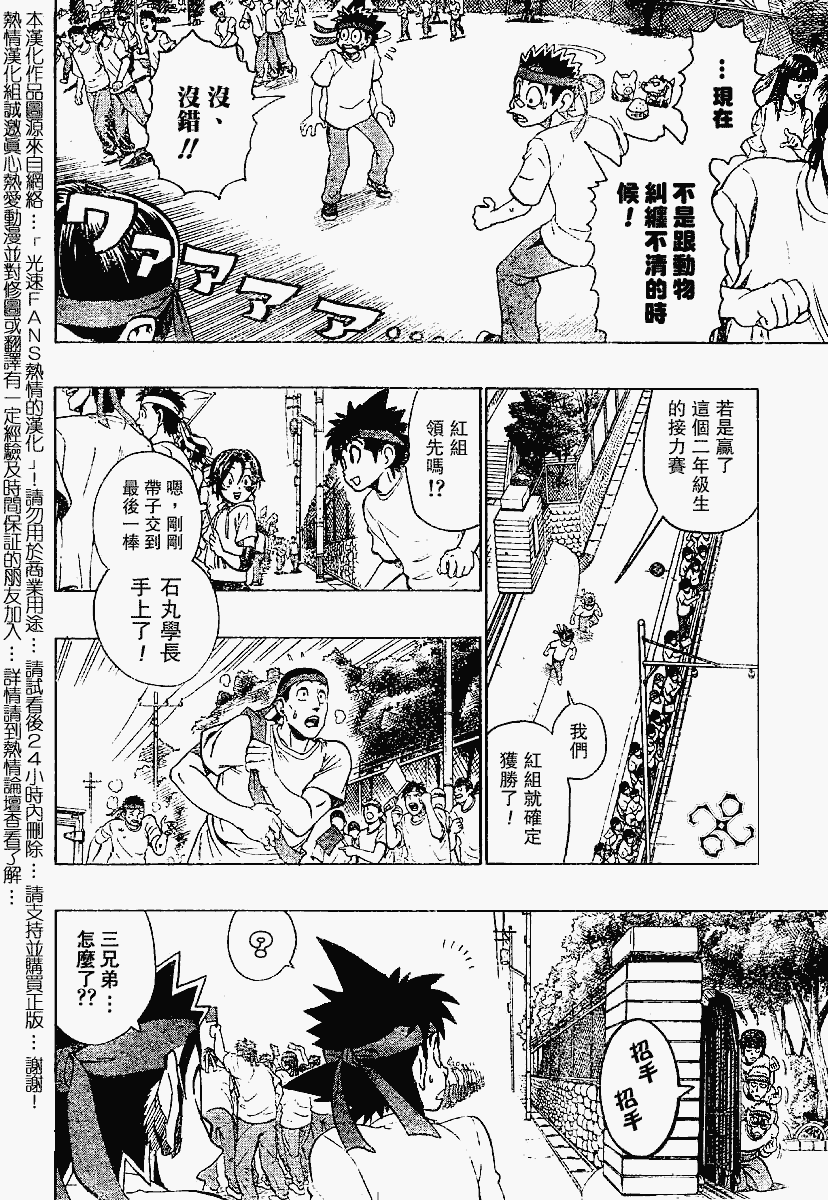 …現在
不是跟動物
糾纏不清的時
候！
沒、
沒錯!!
ワァァァァァ…
若是贏了
這個二年級生
的接力賽
我們
紅組就確定
獲勝了！
紅組
領先嗎!?
嗯，剛剛
帶子交到
最後一棒
石丸學長
手上了！
招手
招手
?
三兄弟…
怎麼了??
本漢化作品圖源來自網絡…「光速FANS熱情的漢化」！請勿用於商業用途…請試看後24小時內刪除…請支持並購買正版…謝謝！
熱情漢化組誠邀真心熱愛動漫並對修圖或翻譯有一定經驗及時間保証的朋友加入…詳情請到熱情論壇查看了解…